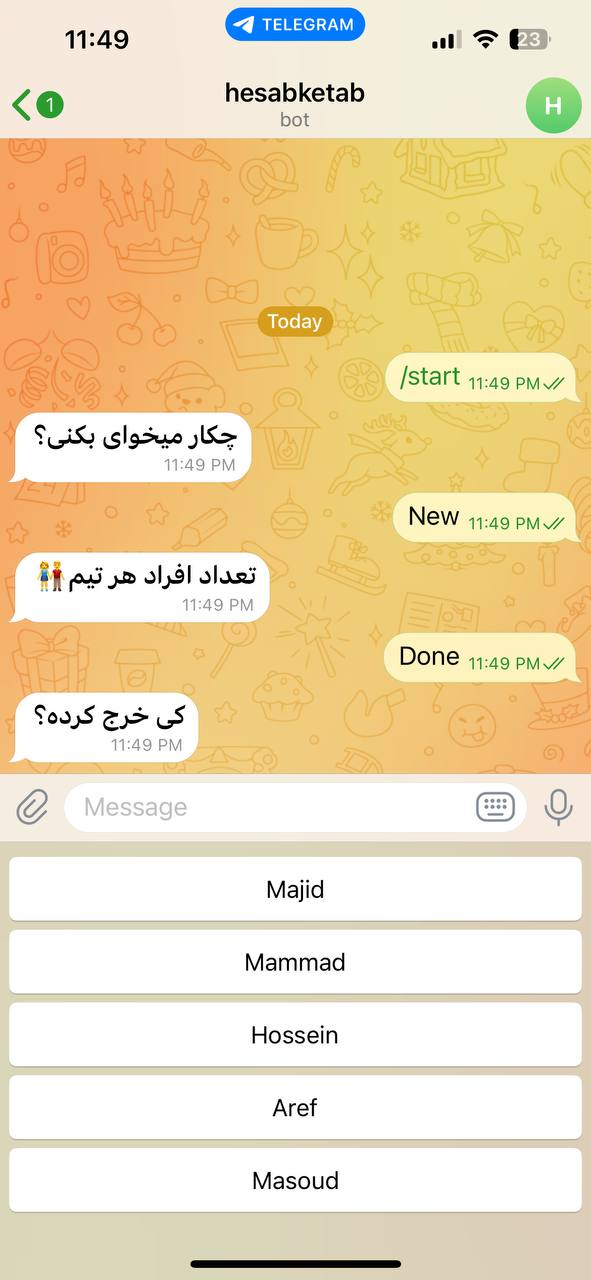 11:49
TELEGRAM
23
1
hesabketab
bot
H
Today
/start 11:49 PM
چکار میخوای بکنی؟
11:49 PM
New 11:49 PM
تعداد افراد هر تیم👫
11:49 PM
Done 11:49 PM
کی خرج کرده؟
11:49 PM
Message
Majid
Mammad
Hossein
Aref
Masoud